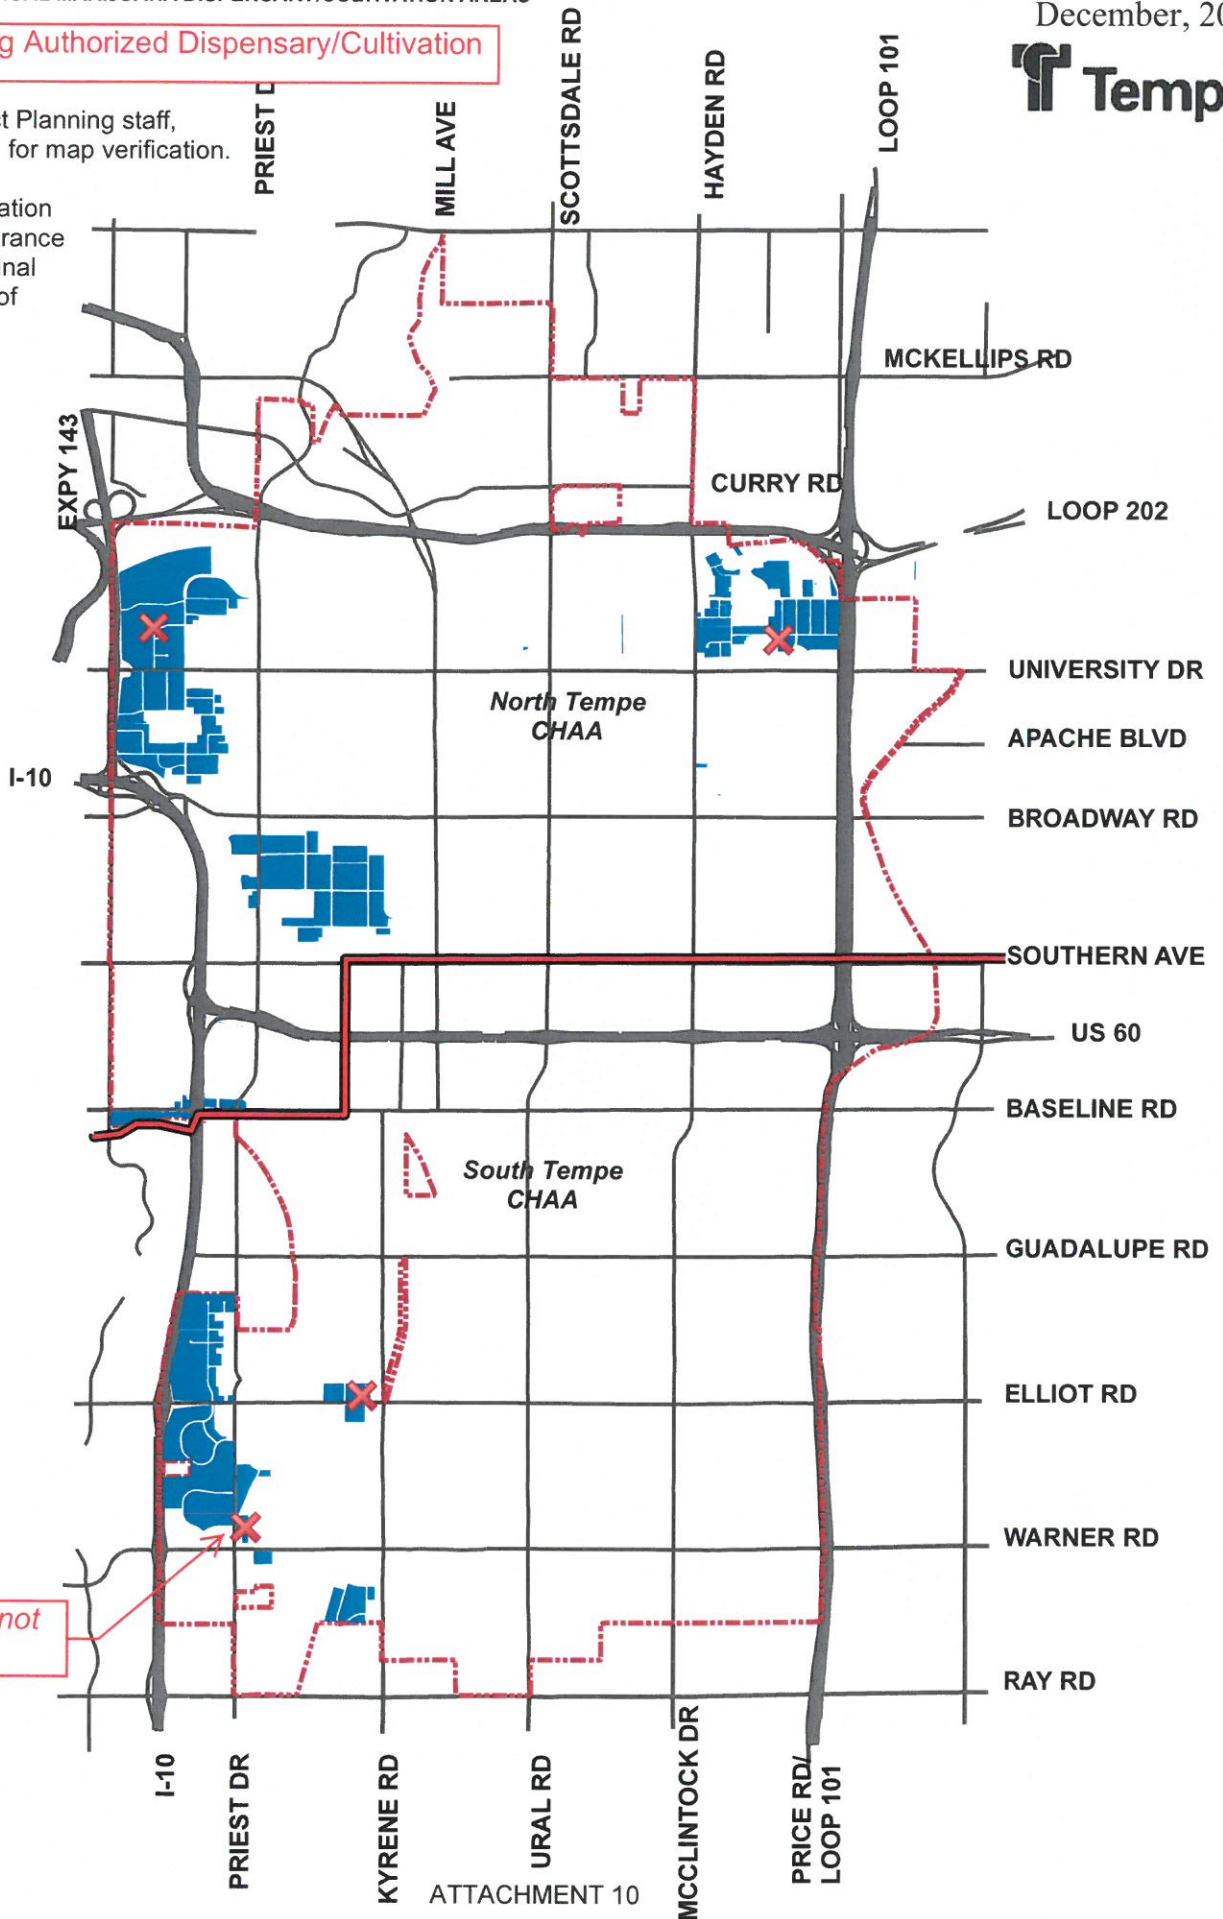 December, 20
g Authorized Dispensary/Cultivation
Temp
ct Planning staff,
for map verification.
ation
rance
inal
of
PRIEST D
MILL AVE
SCOTTSDALE RD
HAYDEN RD
LOOP 101
MCKELLIPS RD
EXPY 143
CURRY RD
LOOP 202
UNIVERSITY DR
North Tempe
CHAA
APACHE BLVD
I-10
BROADWAY RD
SOUTHERN AVE
US 60
BASELINE RD
South Tempe
CHAA
GUADALUPE RD
ELLIOT RD
WARNER RD
not
RAY RD
I-10
PRIEST DR
KYRENE RD
URAL RD
MCCLINTOCK DR
PRICE RD/
LOOP 101
ATTACHMENT 10